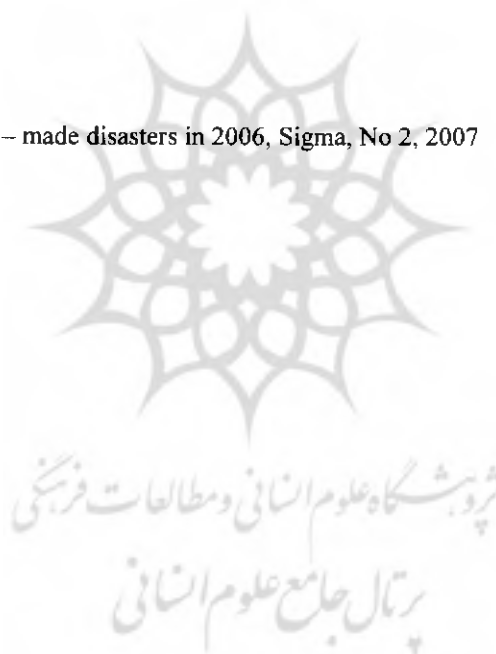 – made disasters in 2006, Sigma, No 2, 2007
پژوهشگاه علوم انسانی و مطالعات فرهنگی
پرتال جامع علوم انسانی